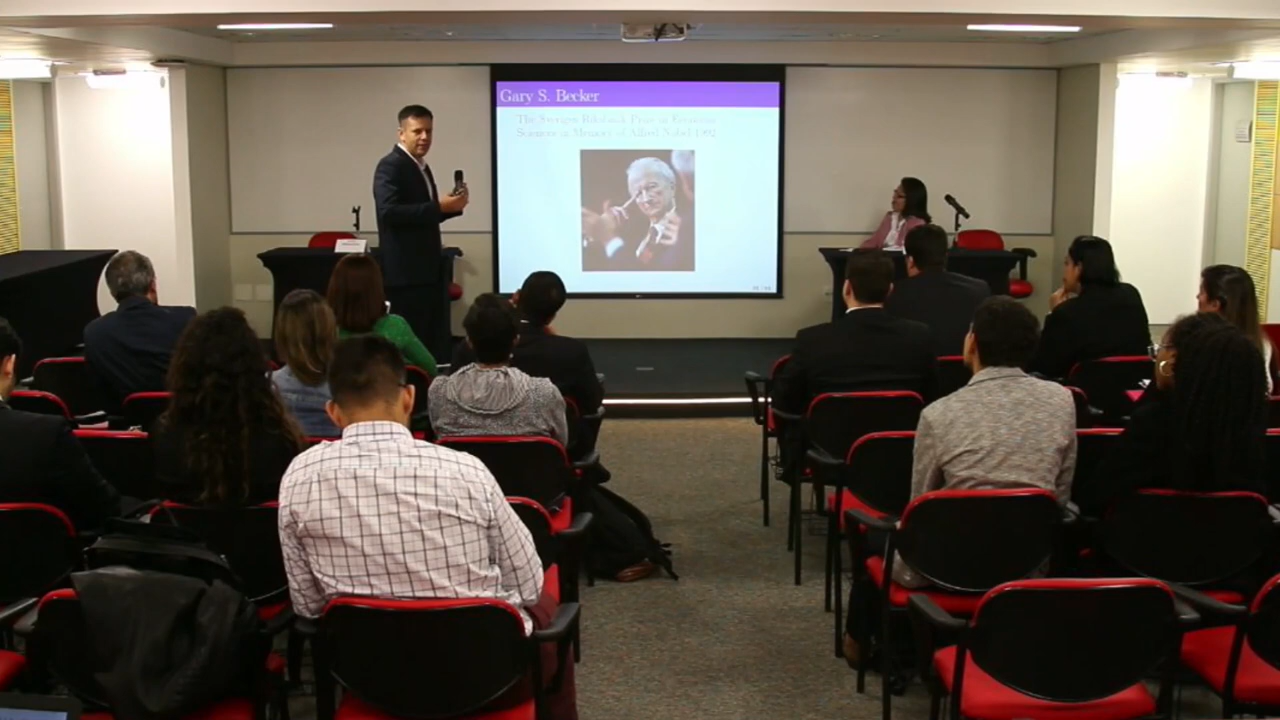 Gary S. Becker
The Sveriges Riksbank Prize in Economic
Sciences in Memory of Alfred Nobel 1992